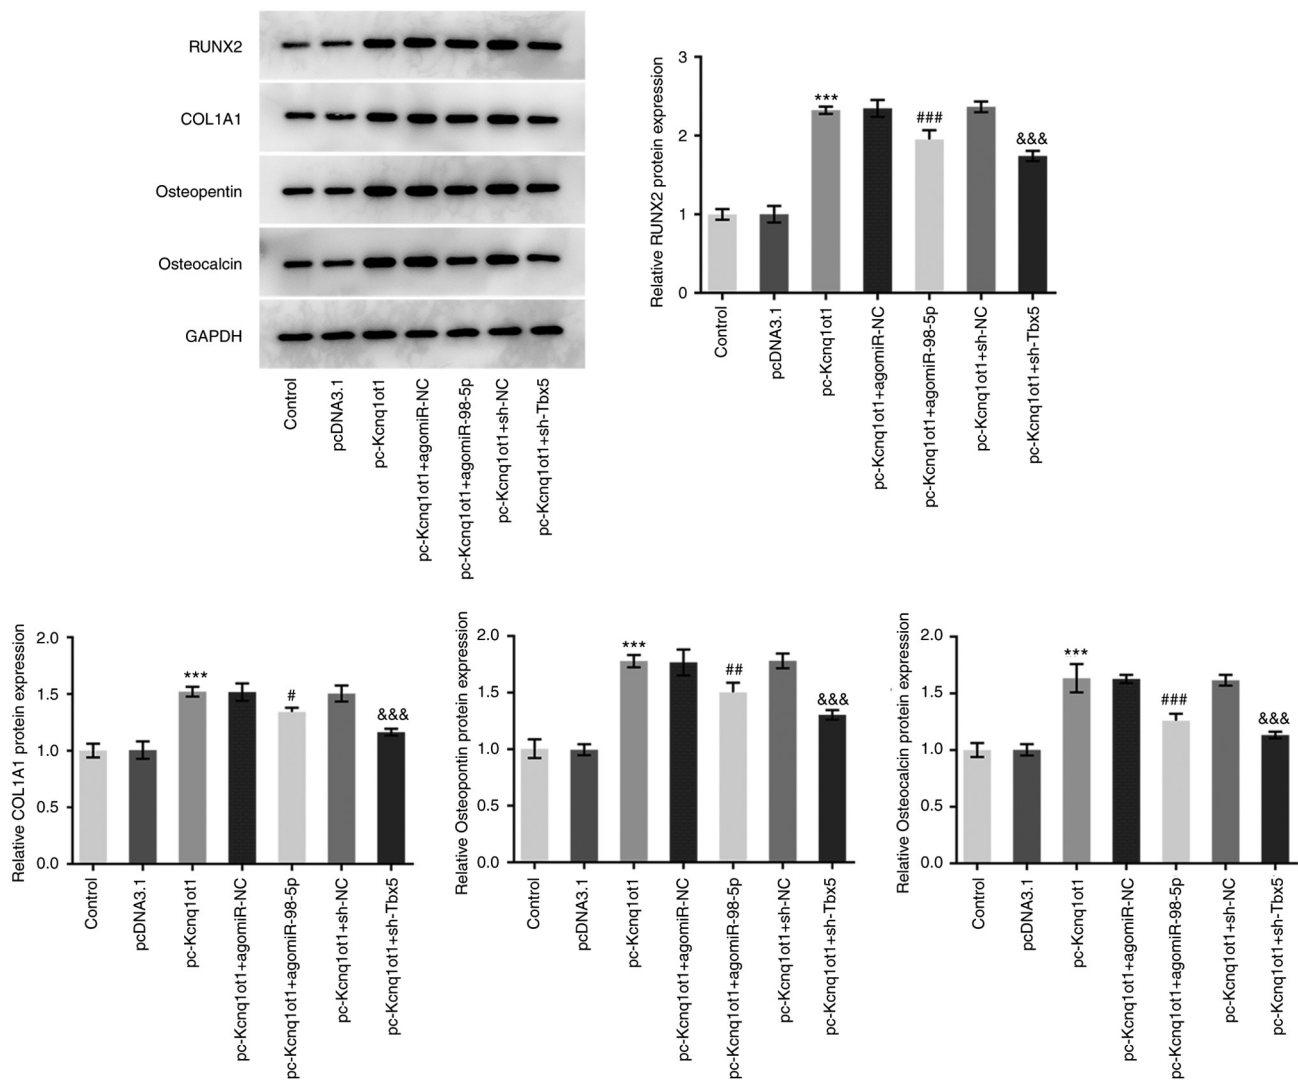 RUNX2
COL1A1
Osteopentin
Osteocalcin
GAPDH
Control
pcDNA3.1
pc-Kcnq1ot1
pc-Kcnq1ot1+agomiR-NC
pc-Kcnq1ot1+agomiR-98-5p
pc-Kcnq1ot1+sh-NC
pc-Kcnq1ot1+sh-Tbx5
Relative RUNX2 protein expression
3
2
1
0
***
###
&&&
Control
pcDNA3.1
pc-Kcnq1ot1
pc-Kcnq1ot1+agomiR-NC
pc-Kcnq1ot1+agomiR-98-5p
pc-Kcnq1ot1+sh-NC
pc-Kcnq1ot1+sh-Tbx5
Relative COL1A1 protein expression
2.0
1.5
1.0
0.5
0.0
***
#
&&&
Control
pcDNA3.1
pc-Kcnq1ot1
pc-Kcnq1ot1+agomiR-NC
pc-Kcnq1ot1+agomiR-98-5p
pc-Kcnq1ot1+sh-NC
pc-Kcnq1ot1+sh-Tbx5
Relative Osteopontin protein expression
2.0
1.5
1.0
0.5
0.0
***
##
&&&
Control
pcDNA3.1
pc-Kcnq1ot1
pc-Kcnq1ot1+agomiR-NC
pc-Kcnq1ot1+agomiR-98-5p
pc-Kcnq1ot1+sh-NC
pc-Kcnq1ot1+sh-Tbx5
Relative Osteocalcin protein expression
2.0
1.5
1.0
0.5
0.0
***
###
&&&
Control
pcDNA3.1
pc-Kcnq1ot1
pc-Kcnq1ot1+agomiR-NC
pc-Kcnq1ot1+agomiR-98-5p
pc-Kcnq1ot1+sh-NC
pc-Kcnq1ot1+sh-Tbx5